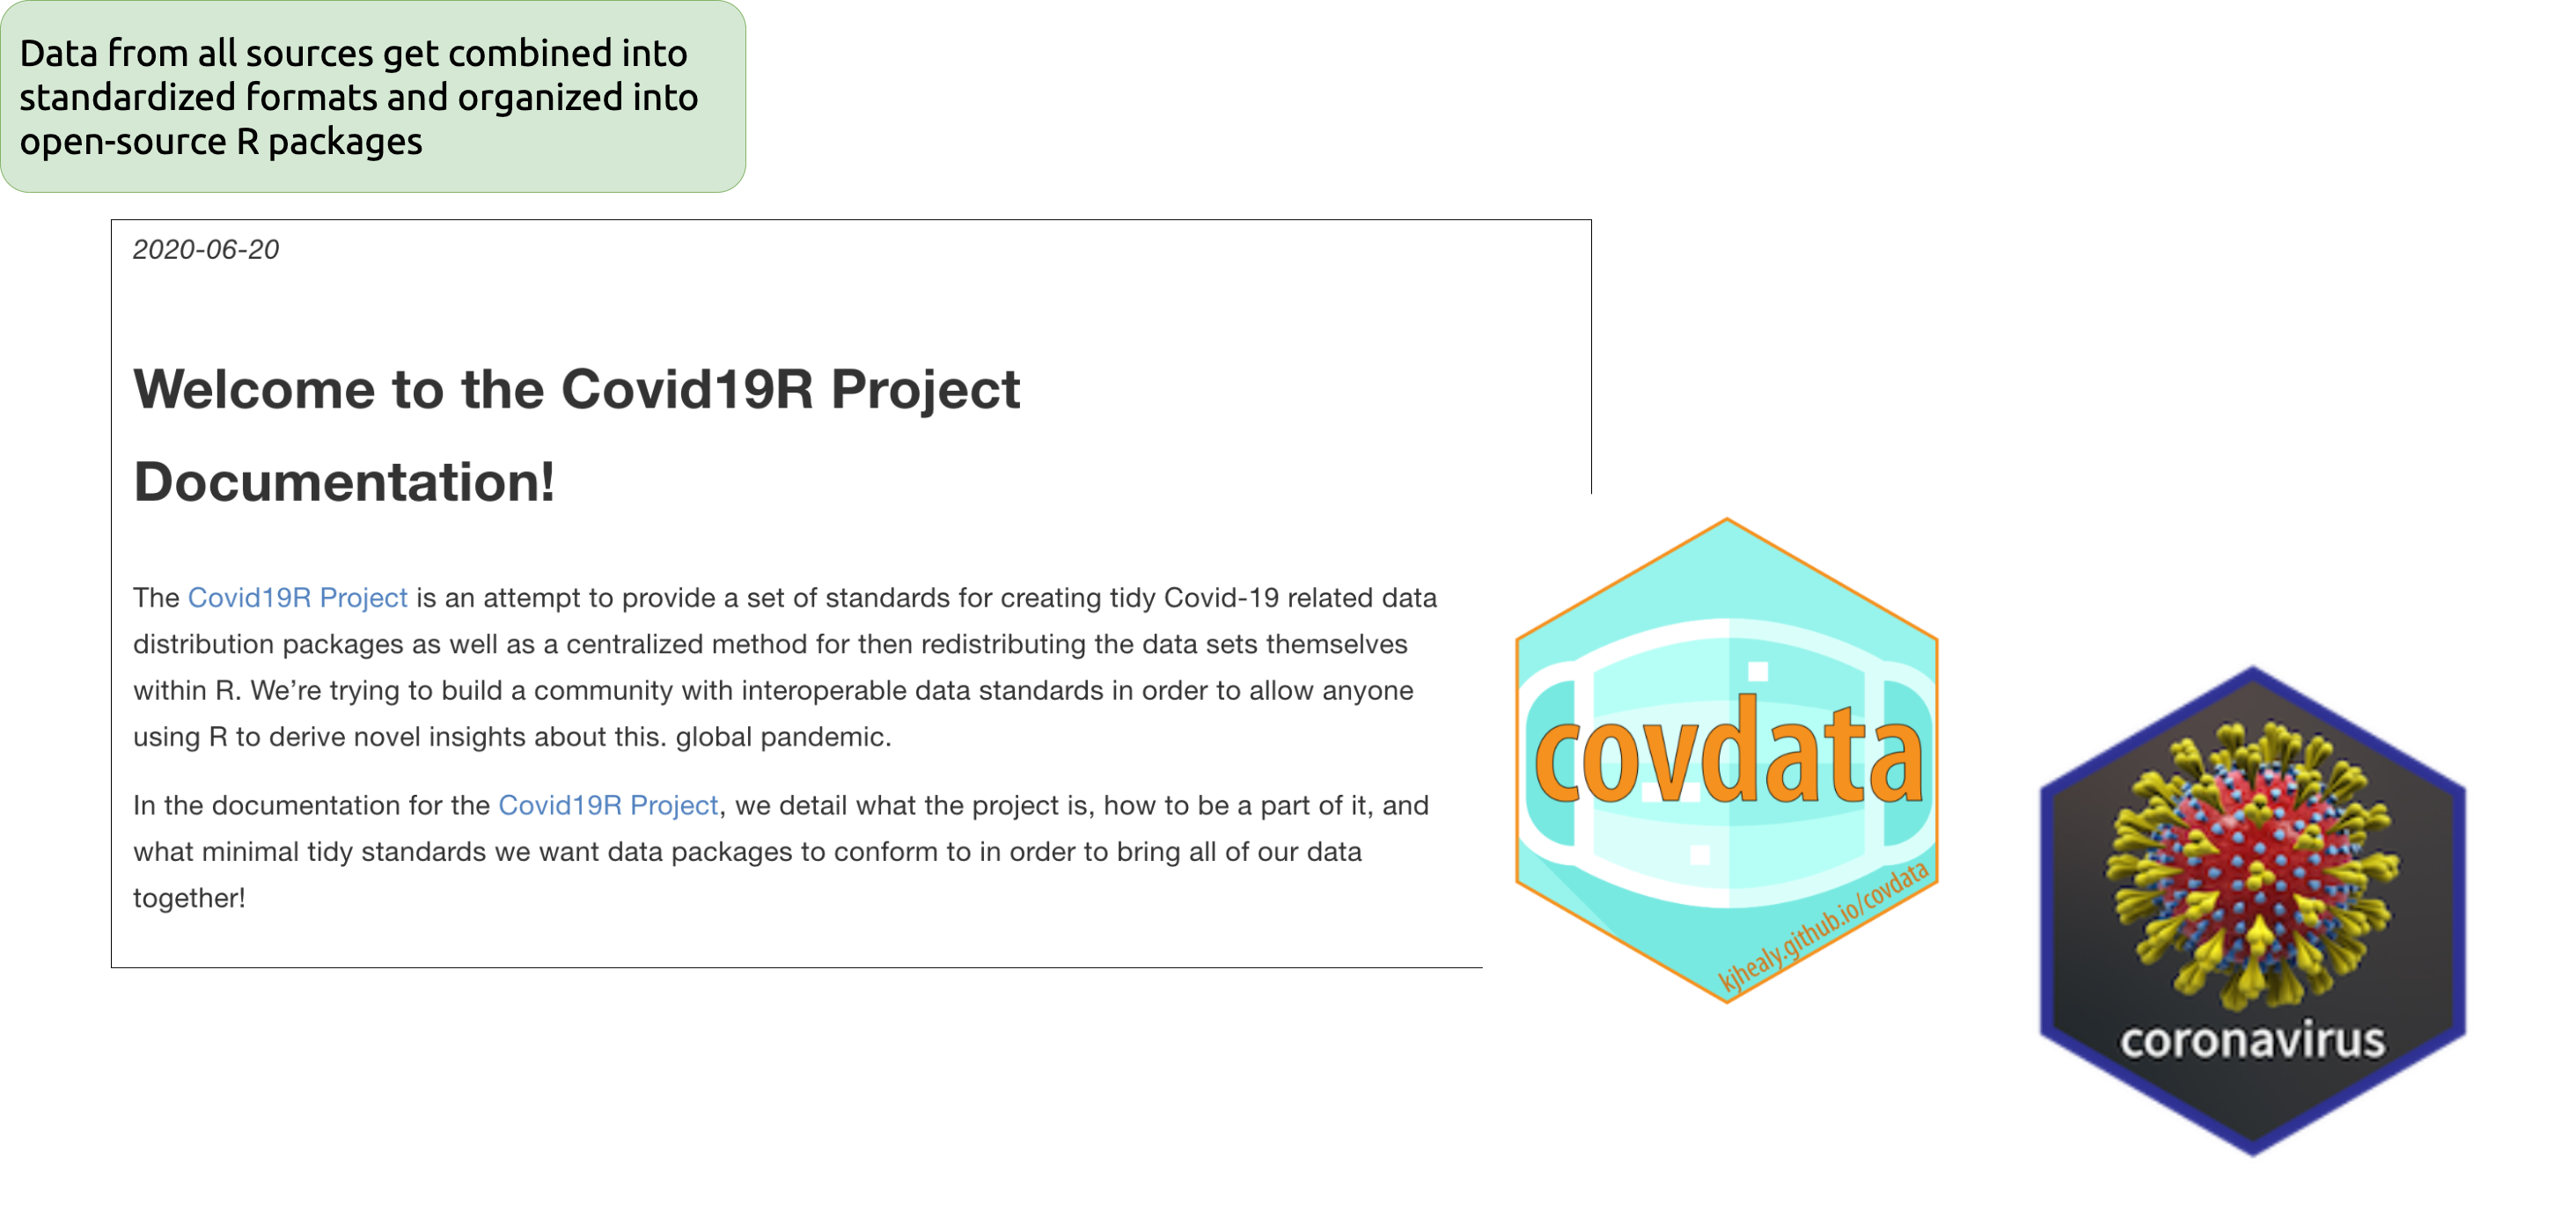 Data from all sources get combined into
standardized formats and organized into
open-source R packages
2020-06-20
Welcome to the Covid19R Project
Documentation!
The Covid19R Project is an attempt to provide a set of standards for creating tidy Covid-19 related data
distribution packages as well as a centralized method for then redistributing the data sets themselves
within R. We’re trying to build a community with interoperable data standards in order to allow anyone
using R to derive novel insights about this. global pandemic.
In the documentation for the Covid19R Project, we detail what the project is, how to be a part of it, and
what minimal tidy standards we want data packages to conform to in order to bring all of our data
together!
covdata
kjhealy.github.io/covdata
coronavirus